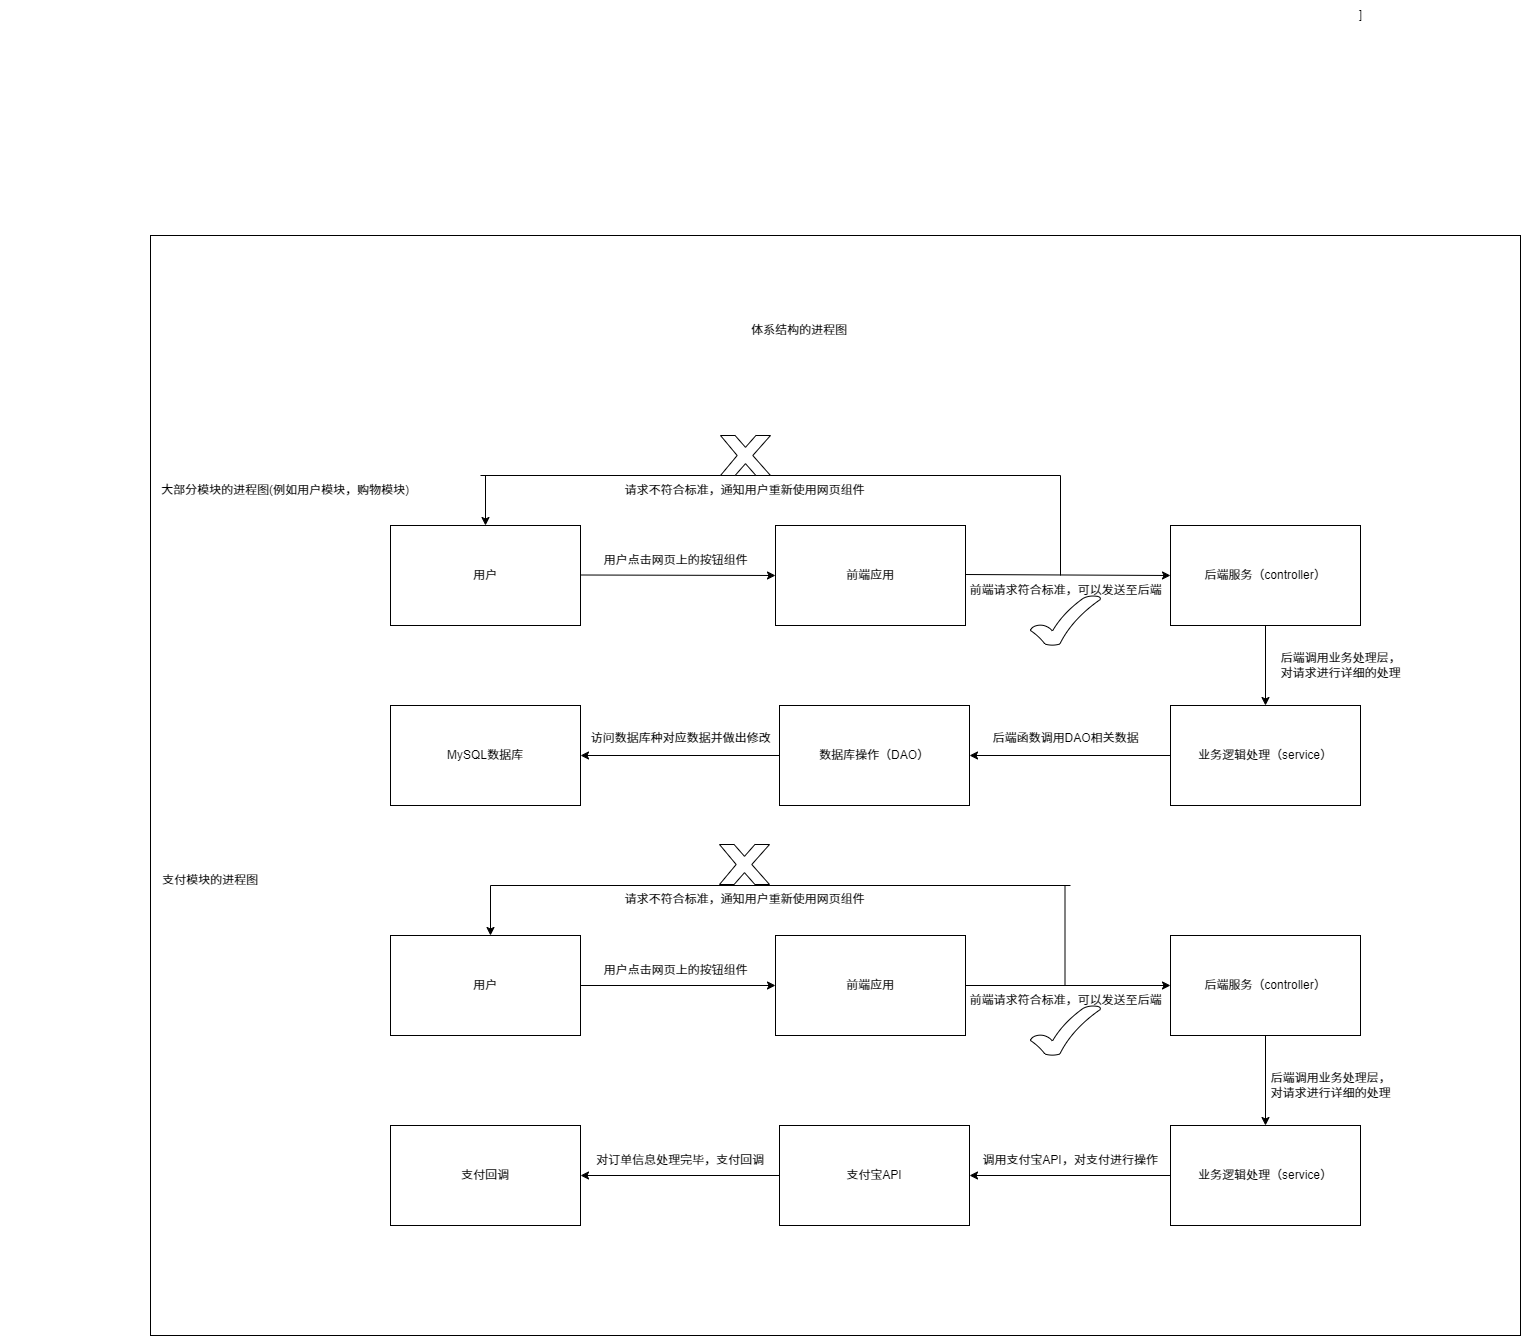 ]
体系结构的进程图
大部分模块的进程图(例如用户模块，购物模块)
请求不符合标准，通知用户重新使用网页组件
用户
用户点击网页上的按钮组件
前端应用
前端请求符合标准，可以发送至后端
后端服务（controller）
后端调用业务处理层，
对请求进行详细的处理
MySQL数据库
访问数据库种对应数据并做出修改
数据库操作（DAO）
后端函数调用DAO相关数据
业务逻辑处理（service）
支付模块的进程图
请求不符合标准，通知用户重新使用网页组件
用户
用户点击网页上的按钮组件
前端应用
前端请求符合标准，可以发送至后端
后端服务（controller）
后端调用业务处理层，
对请求进行详细的处理
支付回调
对订单信息处理完毕，支付回调
支付宝API
调用支付宝API，对支付进行操作
业务逻辑处理（service）